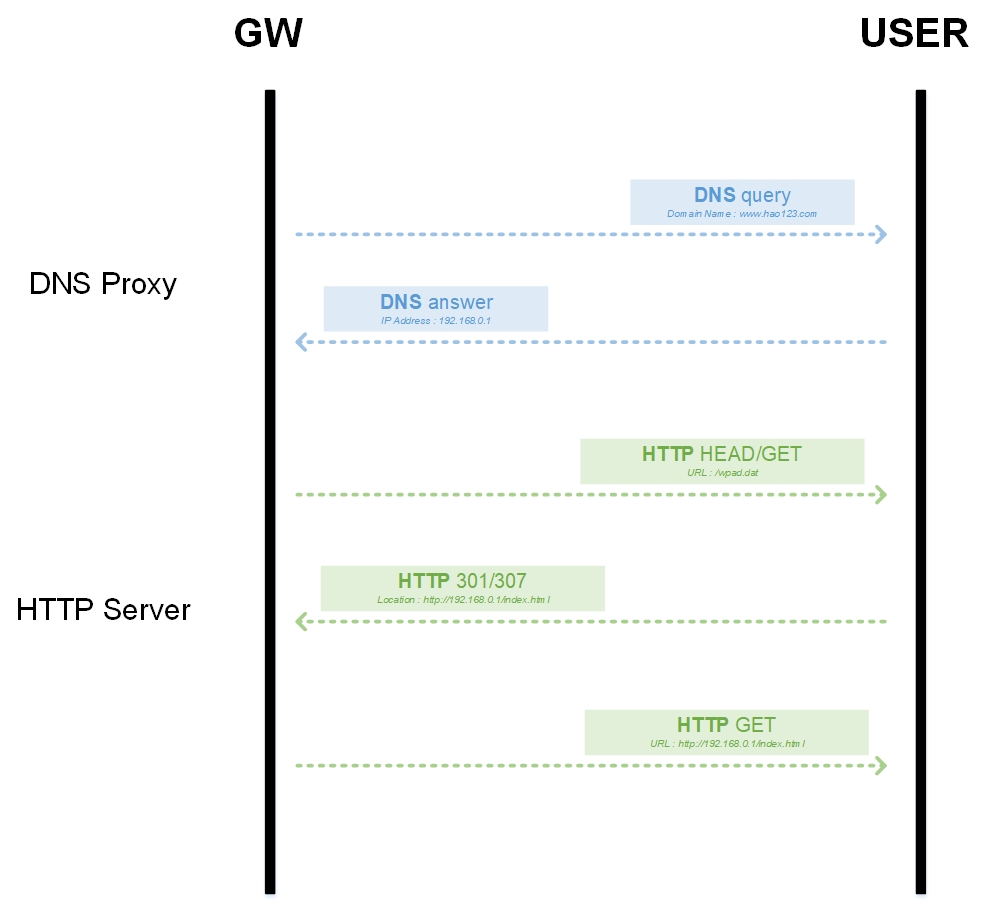 GW
USER
DNS query
Domain Name : www.hao123.com
DNS Proxy
DNS answer
IP Address : 192.168.0.1
HTTP HEAD/GET
URL : /wpad.dat
HTTP 301/307
Location : http://192.168.0.1/index.html
HTTP Server
HTTP GET
URL : http://192.168.0.1/index.html